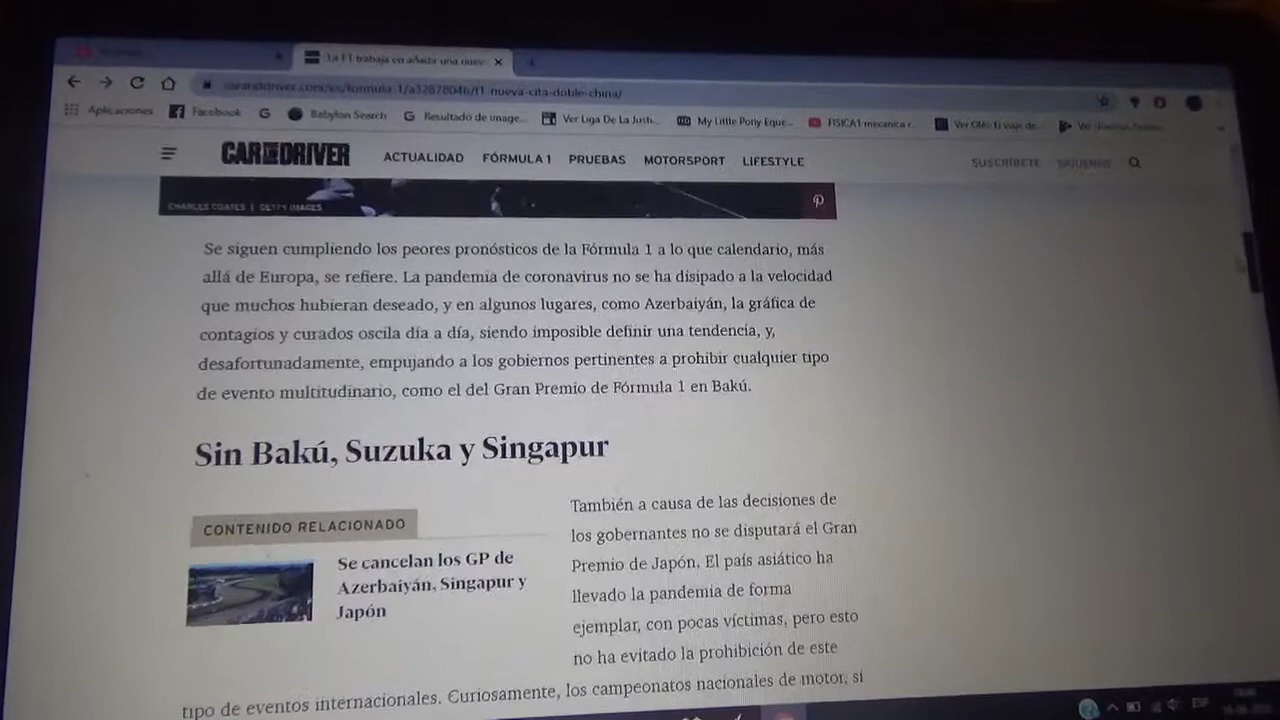 La F1 trabaja en añadir una nuev
caranddriver.com/es/formula-1/a32878046/f1-nueva-cita-doble-china/
Aplicaciones Facebook Babylon Search Resultado de image... Ver Liga De La Justi... My Little Pony Eque... FISICA1 mecanica c...
CAR AND DRIVER ACTUALIDAD FÓRMULA 1 PRUEBAS MOTORSPORT LIFESTYLE SUSCRÍBETE SÍGUENOS
CHARLES COATES | GETTY IMAGES
Se siguen cumpliendo los peores pronósticos de la Fórmula 1 a lo que calendario, más
allá de Europa, se refiere. La pandemia de coronavirus no se ha disipado a la velocidad
que muchos hubieran deseado, y en algunos lugares, como Azerbaiyán, la gráfica de
contagios y curados oscila día a día, siendo imposible definir una tendencia, y,
desafortunadamente, empujando a los gobiernos pertinentes a prohibir cualquier tipo
de evento multitudinario, como el del Gran Premio de Fórmula 1 en Bakú.
Sin Bakú, Suzuka y Singapur
CONTENIDO RELACIONADO
Se cancelan los GP de
Azerbaiyán, Singapur y
Japón
También a causa de las decisiones de
los gobernantes no se disputará el Gran
Premio de Japón. El país asiático ha
llevado la pandemia de forma
ejemplar, con pocas víctimas, pero esto
no ha evitado la prohibición de este
tipo de eventos internacionales. Curiosamente, los campeonatos nacionales de motor, sí
ESP